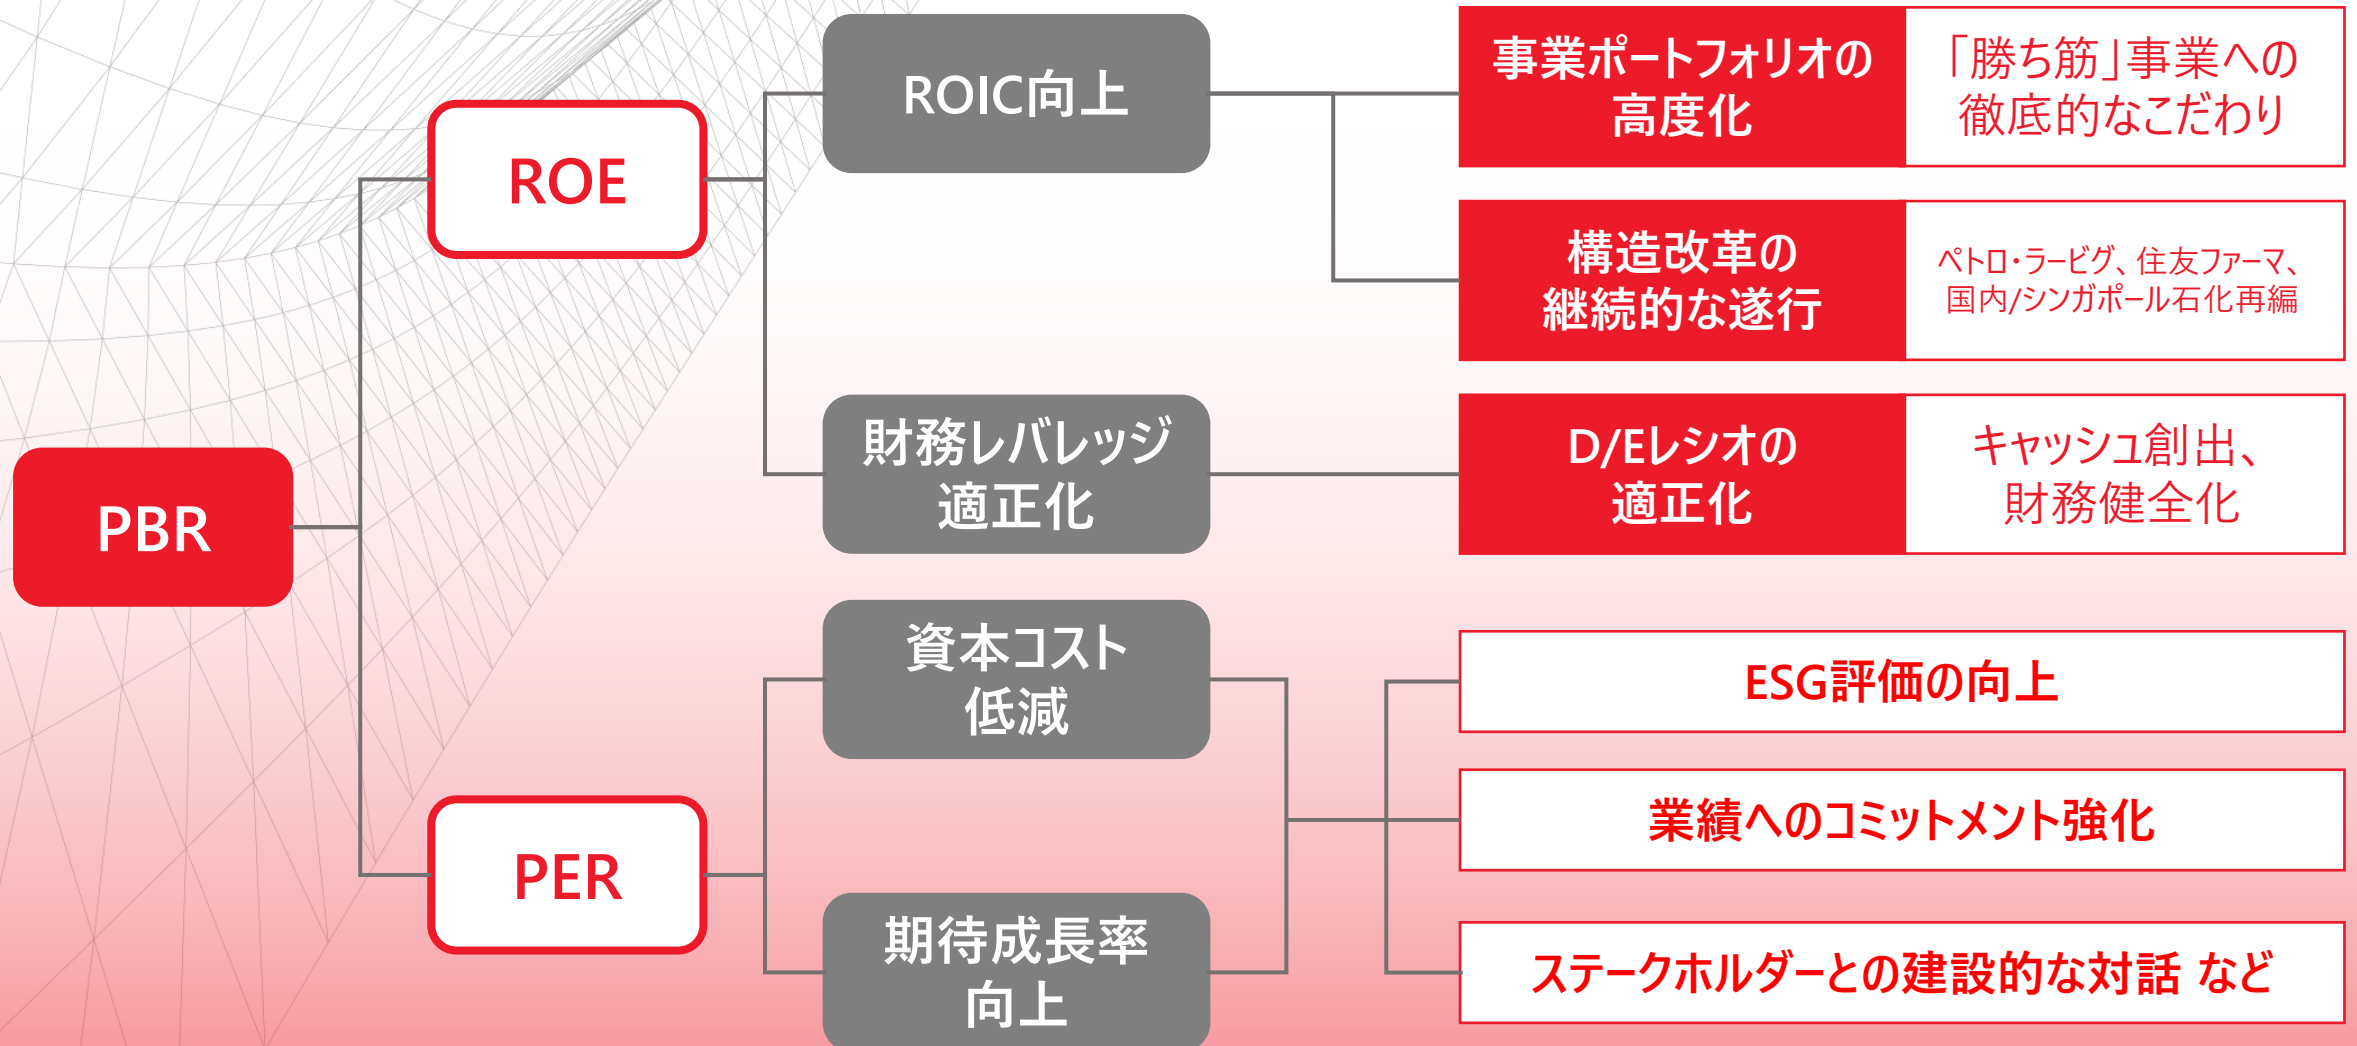 PBR
ROE
PER
ROIC向上
財務レバレッジ
適正化
資本コスト
低減
期待成長率
向上
事業ポートフォリオの
高度化
「勝ち筋」事業への
徹底的なこだわり
構造改革の
継続的な遂行
ペトロ・ラービグ、住友ファーマ、
国内/シンガポール石化再編
D/Eレシオの
適正化
キャッシュ創出、
財務健全化
ESG評価の向上
業績へのコミットメント強化
ステークホルダーとの建設的な対話 など